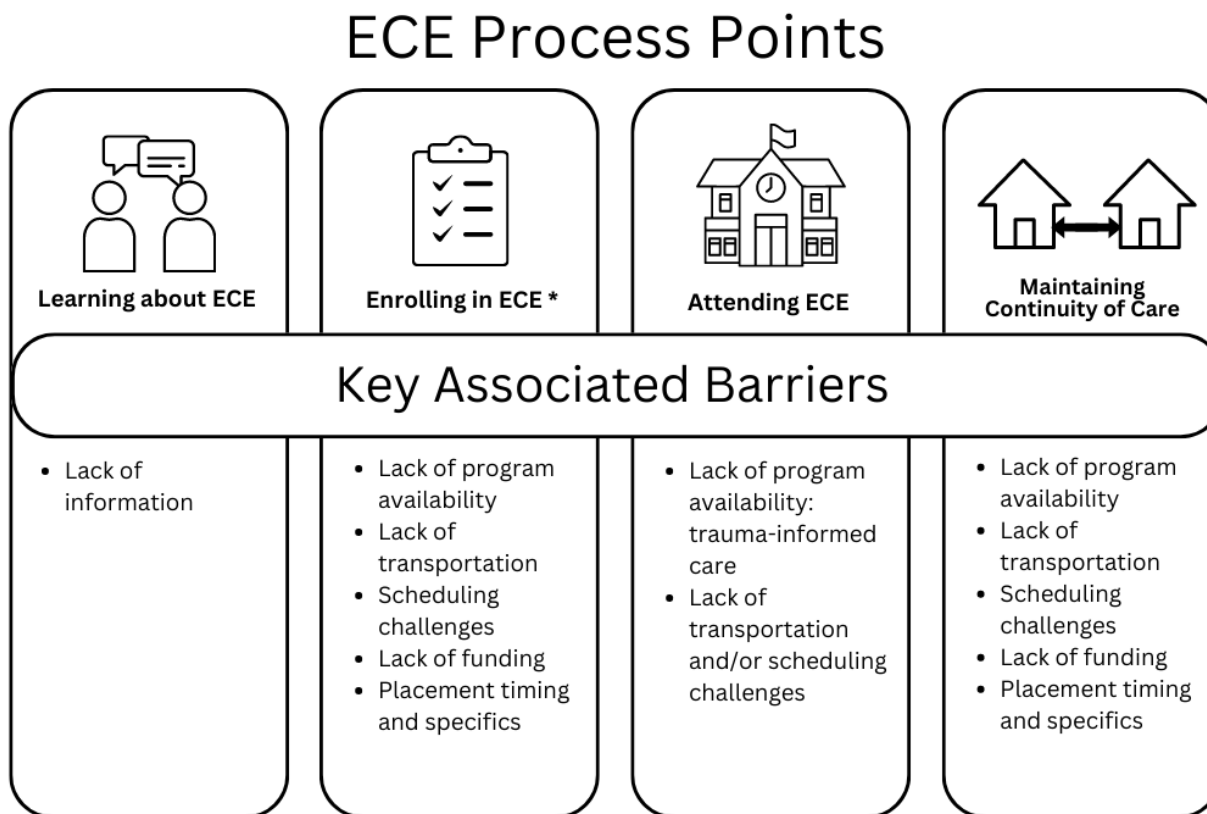 ECE Process Points
Learning about ECE
Enrolling in ECE *
Attending ECE
Maintaining
Continuity of Care
Key Associated Barriers
• Lack of
information
• Lack of program
availability
• Lack of
transportation
• Scheduling
challenges
• Lack of funding
• Placement timing
and specifics
• Lack of program
availability:
trauma-informed
care
• Lack of
transportation
and/or scheduling
challenges
• Lack of program
availability
• Lack of
transportation
• Scheduling
challenges
• Lack of funding
• Placement timing
and specifics